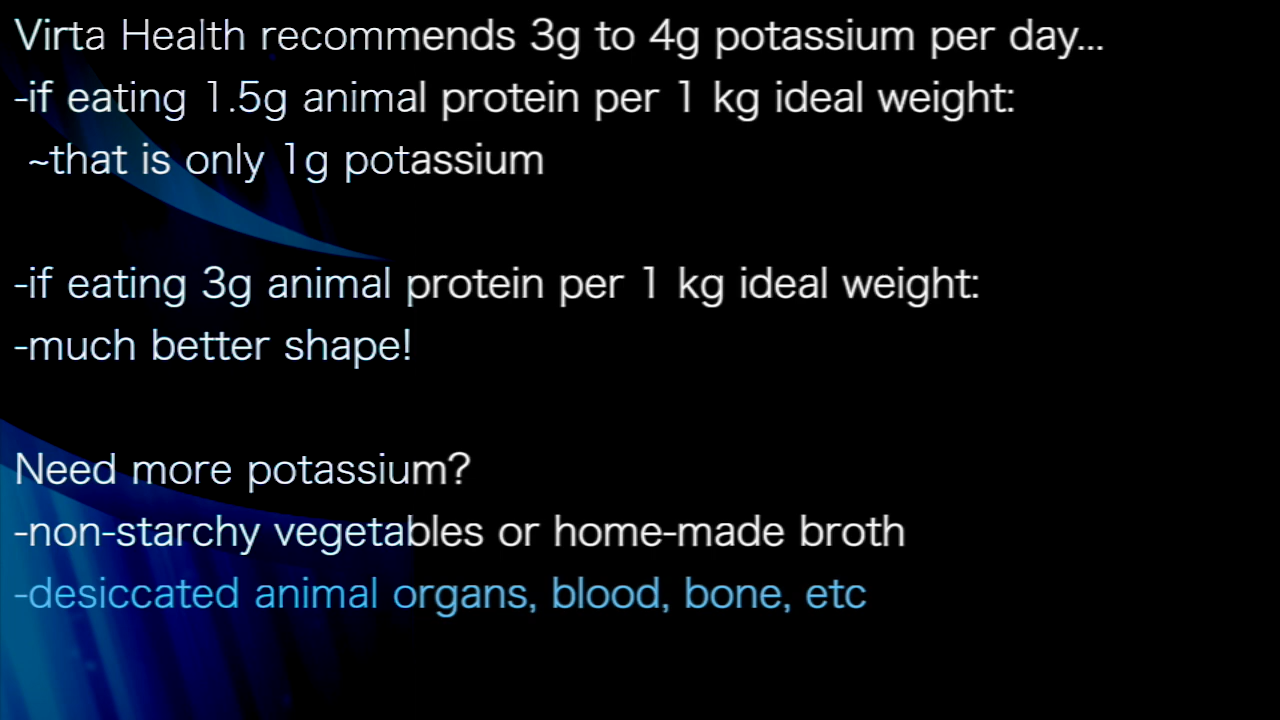 Virta Health recommends 3g to 4g potassium per day...
-if eating 1.5g animal protein per 1 kg ideal weight:
~that is only 1g potassium
-if eating 3g animal protein per 1 kg ideal weight:
-much better shape!
Need more potassium?
-non-starchy vegetables or home-made broth
-desiccated animal organs, blood, bone, etc